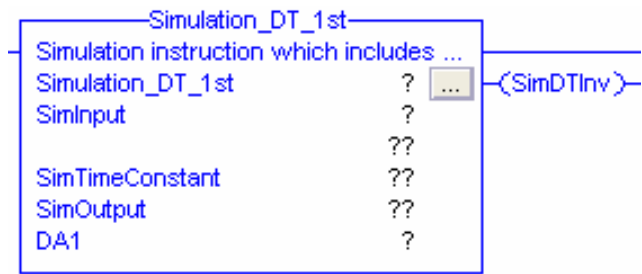 Simulation_DT_1st
Simulation instruction which includes ...
Simulation_DT_1st ? ... (SimDTInv)
SimInput ?
??
SimTimeConstant ??
SimOutput ??
DA1 ?